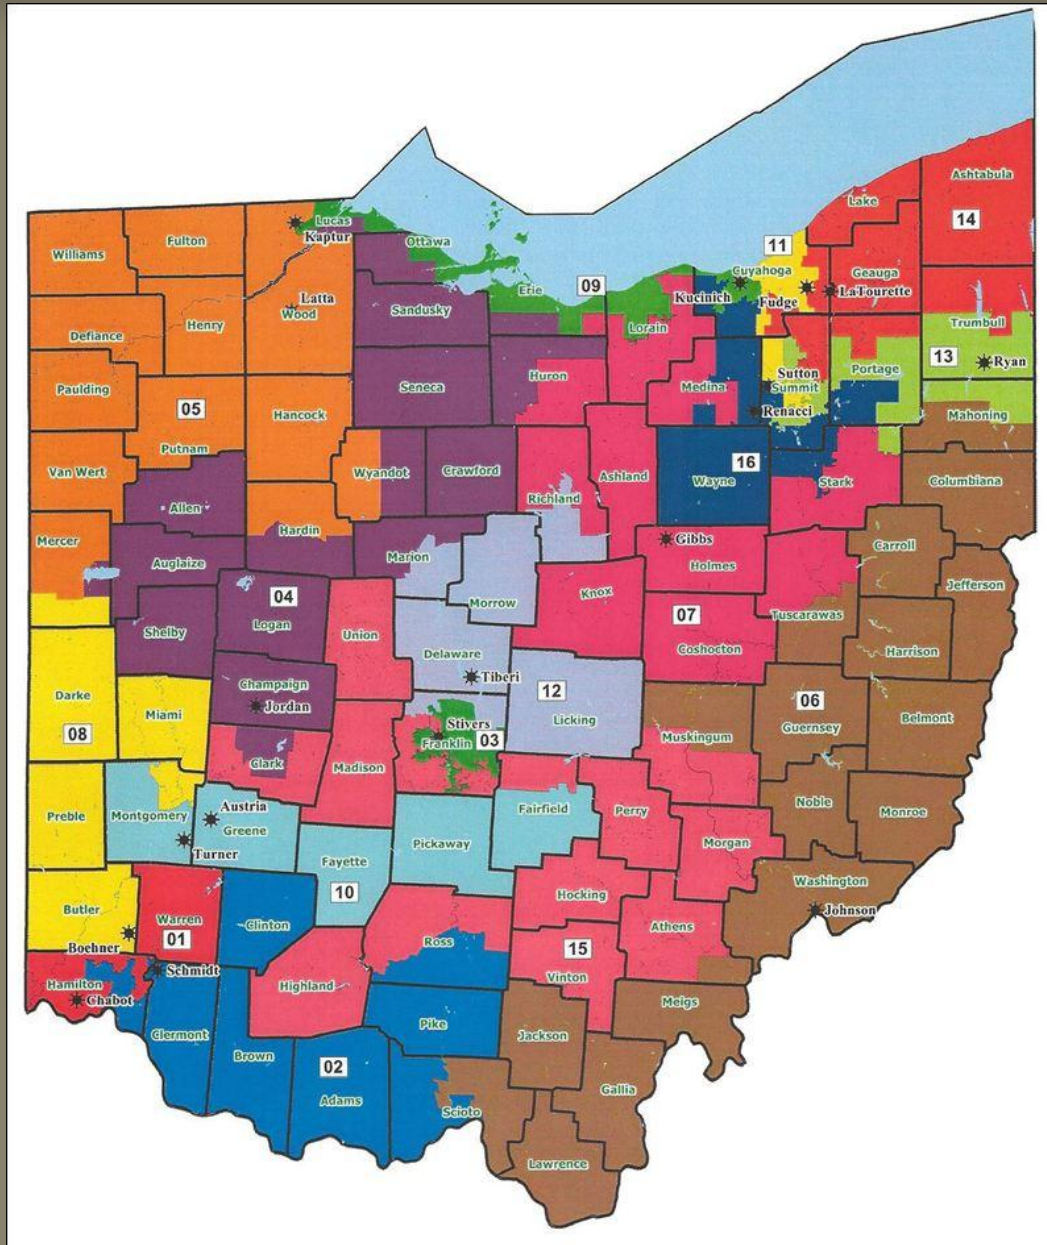 Ashtabula
Lake
14
Lucas
Kaptur
Ottawa
11
Cuyahoga
Geauga
Fulton
Williams
Erie
09
Kucinich
Fudge
LaTourette
Latta
Wood
Sandusky
Henry
Lorain
Trumbull
Defiance
13
Ryan
Portage
Sutton
Summit
Huron
Medina
Seneca
Paulding
05
Hancock
Renacci
Mahoning
Putnam
Van Wert
Wyandot
Crawford
16
Wayne
Ashland
Stark
Columbiana
Richland
Allen
Hardin
Mercer
Gibbs
Carroll
Marion
Auglaize
Holmes
Jefferson
04
Knox
Morrow
07
Tuscarawas
Logan
Shelby
Union
Coshocton
Harrison
Delaware
Tiberi
Champaign
Darke
12
06
Jordan
Miami
Licking
Belmont
Stivers
08
03
Franklin
Muskingum
Guernsey
Clark
Madison
Austria
Noble
Fairfield
Perry
Monroe
Preble
Montgomery
Greene
Turner
Pickaway
Morgan
Fayette
10
Washington
Hocking
Butler
Warren
Clinton
Johnson
01
Athens
Boehner
Ross
15
Schmidt
Vinton
Hamilton
Highland
Chabot
Meigs
Pike
Clermont
Jackson
Brown
02
Gallia
Adams
Scioto
Lawrence